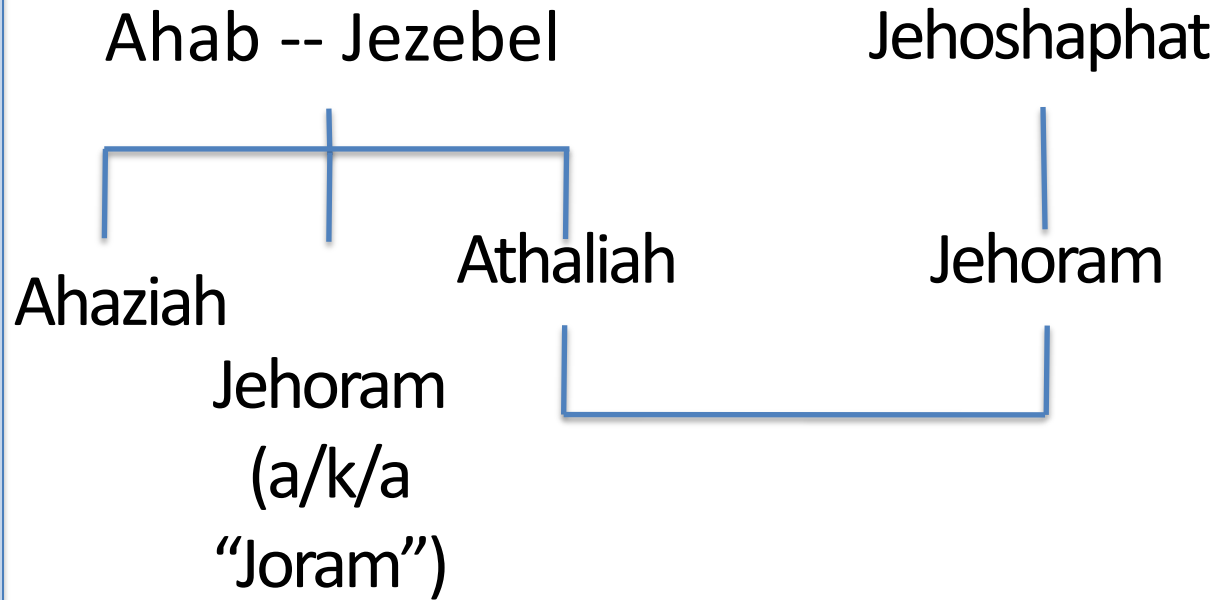 Ahab -- Jezebel
Jehoshaphat
Ahaziah
Jehoram
(a/k/a
“Joram”)
Athaliah
Jehoram